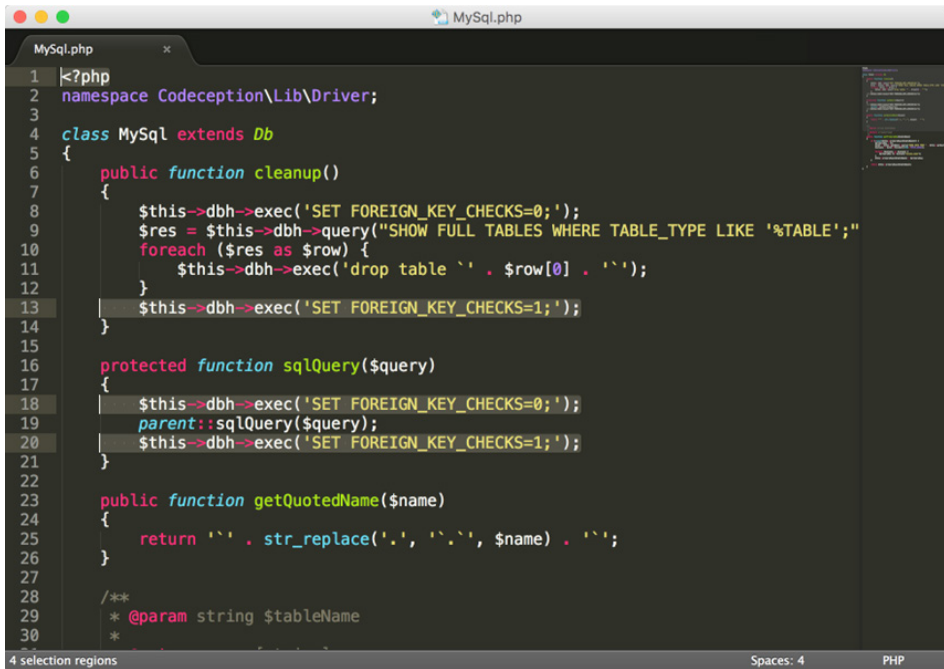 MySql.php
MySql.php ×
1 <?php
2 namespace Codeception\Lib\Driver;
3
4 class MySql extends Db
5 {
6     public function cleanup()
7     {
8         $this->dbh->exec('SET FOREIGN_KEY_CHECKS=0;');
9         $res = $this->dbh->query("SHOW FULL TABLES WHERE TABLE_TYPE LIKE '%TABLE';"
10         foreach ($res as $row) {
11             $this->dbh->exec('drop table `' . $row[0] . '`');
12         }
13         $this->dbh->exec('SET FOREIGN_KEY_CHECKS=1;');
14     }
15
16     protected function sqlQuery($query)
17     {
18         $this->dbh->exec('SET FOREIGN_KEY_CHECKS=0;');
19         parent::sqlQuery($query);
20         $this->dbh->exec('SET FOREIGN_KEY_CHECKS=1;');
21     }
22
23     public function getQuotedName($name)
24     {
25         return '`' . str_replace('.', '`.`', $name) . '`';
26     }
27
28     /**
29      * @param string $tableName
30      *
4 selection regions Spaces: 4 PHP